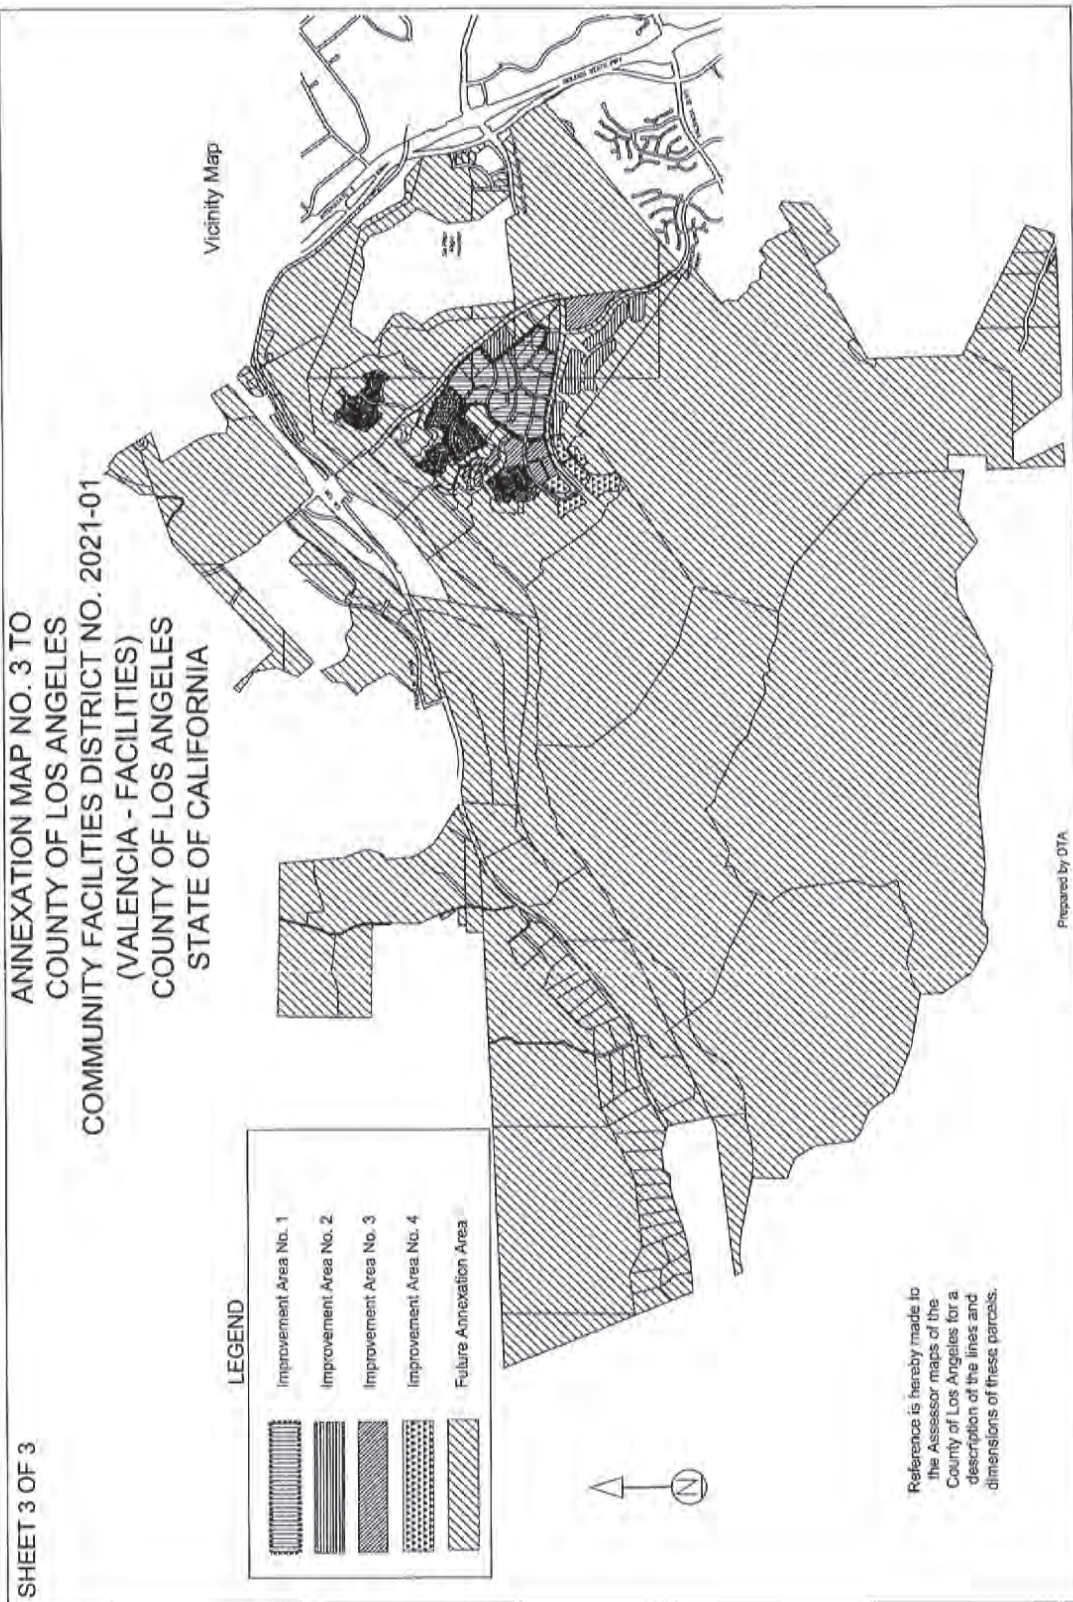 SHEET 3 OF 3
ANNEXATION MAP NO. 3 TO
COUNTY OF LOS ANGELES
COMMUNITY FACILITIES DISTRICT NO. 2021-01
(VALENCIA - FACILITIES)
COUNTY OF LOS ANGELES
STATE OF CALIFORNIA
Vicinity Map
LEGEND
Improvement Area No. 1
Improvement Area No. 2
Improvement Area No. 3
Improvement Area No. 4
Future Annexation Area
N
Reference is hereby made to
the Assessor maps of the
County of Los Angeles for a
description of the lines and
dimensions of these parcels.
Prepared by DTA